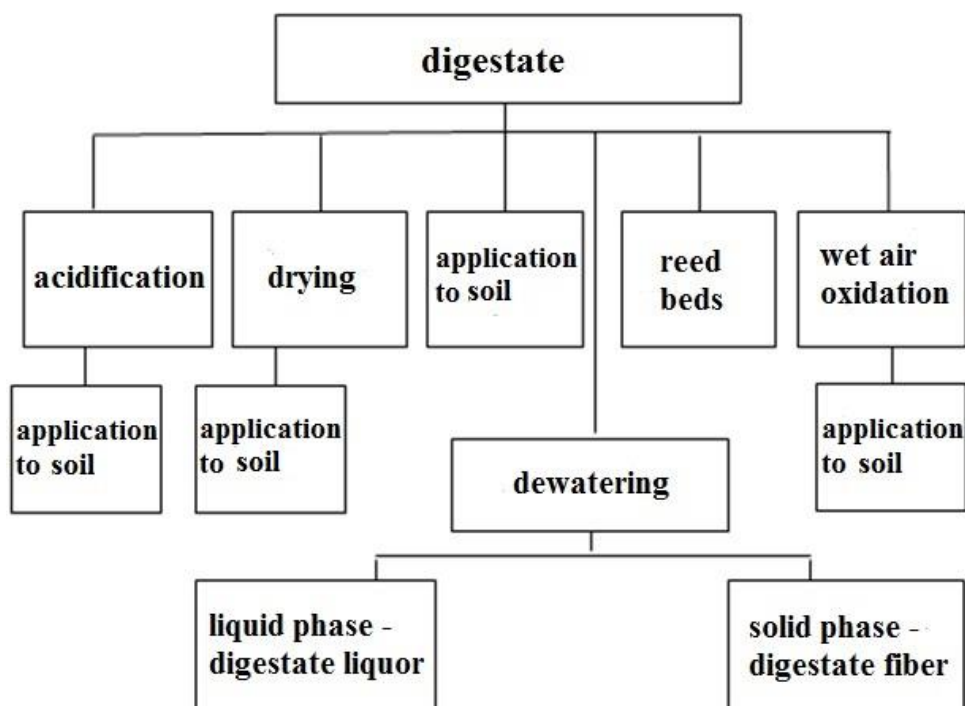 digestate
acidification
drying
application
to soil
reed
beds
wet air
oxidation
application
to soil
application
to soil
dewatering
application
to soil
liquid phase -
digestate liquor
solid phase -
digestate fiber